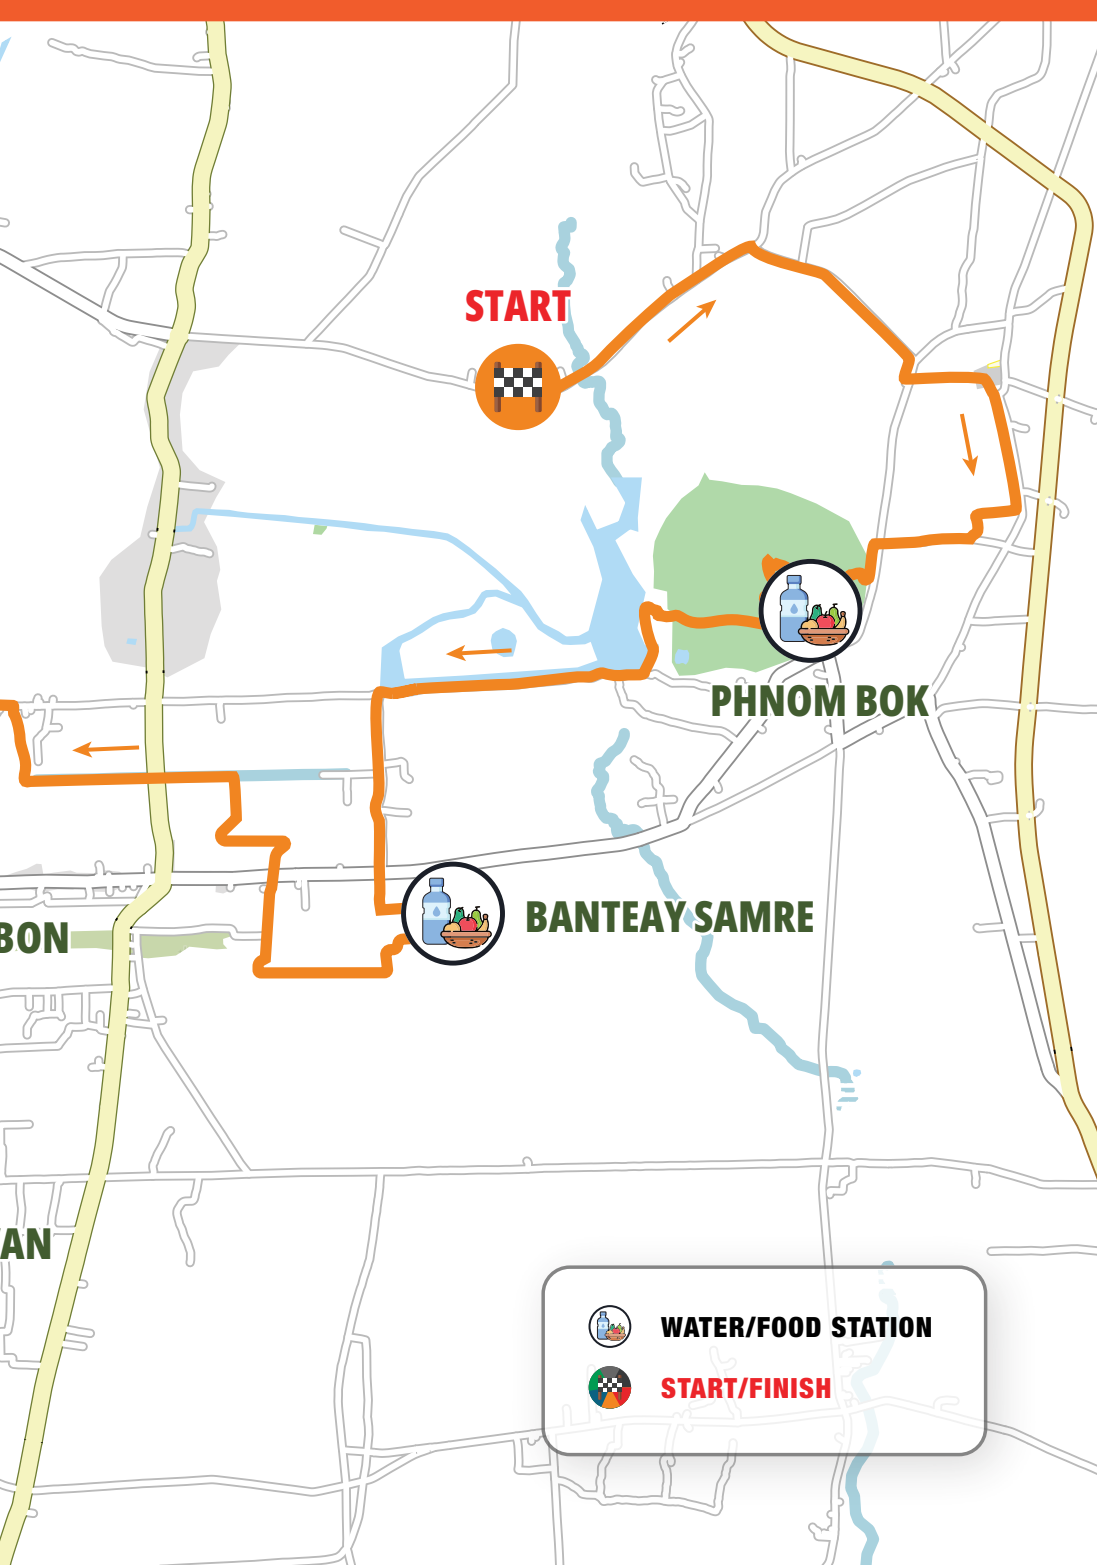 START
PHNOM BOK
BANTEAY SAMRE
BON
AN
WATER/FOOD STATION
START/FINISH